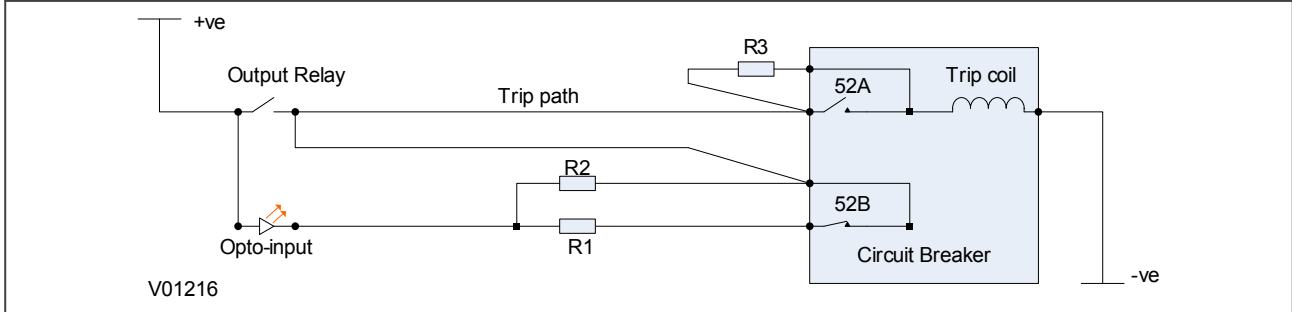 +ve
Output Relay
Trip path
R3
52A
Trip coil
R2
52B
Opto-input
R1
Circuit Breaker
-ve
V01216